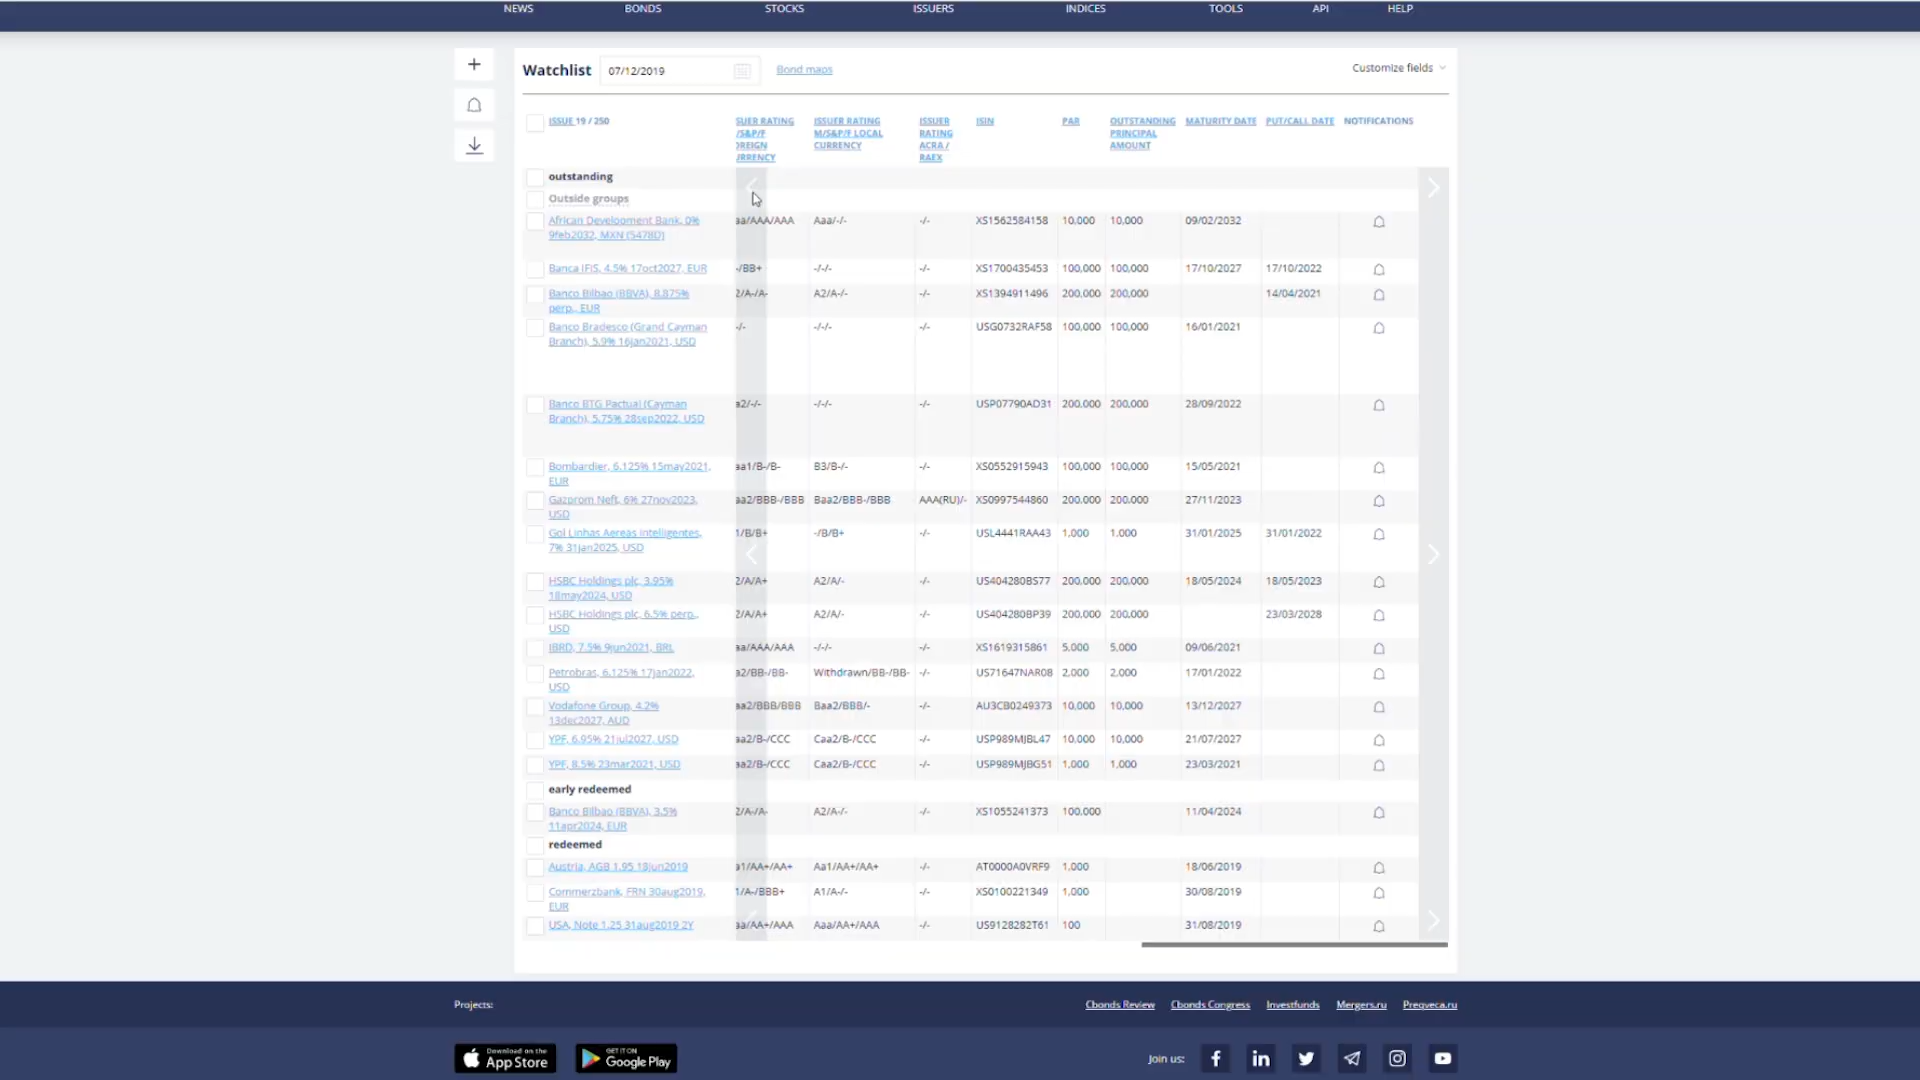 NEWS BONDS STOCKS ISSUERS INDICES TOOLS API HELP
Watchlist 07/12/2019 Bond maps Customize fields
ISSUE 19 / 250 SUER RATING ISSUER RATING ISSUER ISIN PAR OUTSTANDING MATURITY DATE PUT/CALL DATE NOTIFICATIONS
/S&P/F M/S&P/F LOCAL RATING PRINCIPAL
OREIGN CURRENCY ACRA / AMOUNT
URRENCY RAEX
outstanding
Outside groups
African Development Bank, 0% aa/AAA/AAA Aaa/-/- -/- XS1562584158 10,000 10,000 09/02/2032
9feb2032, MXN (5478D)
Banca IFIS, 4.5% 17oct2027, EUR -/BB+ -/-/- -/- XS1700435453 100,000 100,000 17/10/2027 17/10/2022
Banco Bilbao (BBVA), 8.875% 2/A-/A- A2/A-/- -/- XS1394911496 200,000 200,000 14/04/2021
perp., EUR
Banco Bradesco (Grand Cayman -/- -/-/- -/- USG0732RAF58 100,000 100,000 16/01/2021
Branch), 5.9% 16jan2021, USD
Banco BTG Pactual (Cayman a2/-/- -/-/- -/- USP07790AD31 200,000 200,000 28/09/2022
Branch), 5.75% 28sep2022, USD
Bombardier, 6.125% 15may2021, aa1/B-/B- B3/B-/- -/- XS0552915943 100,000 100,000 15/05/2021
EUR
Gazprom Neft, 6% 27nov2023, aa2/BBB-/BBB Baa2/BBB-/BBB AAA(RU)/- XS0997544860 200,000 200,000 27/11/2023
USD
Gol Linhas Aereas Inteligentes, 1/B/B+ -/B/B+ -/- USL4441RAA43 1,000 1,000 31/01/2025 31/01/2022
7% 31jan2025, USD
HSBC Holdings plc, 3.95% 2/A/A+ A2/A/- -/- US404280BS77 200,000 200,000 18/05/2024 18/05/2023
18may2024, USD
HSBC Holdings plc, 6.5% perp., 2/A/A+ A2/A/- -/- US404280BP39 200,000 200,000 23/03/2028
USD
IBRD, 7.5% 9jun2021, BRL aa/AAA/AAA -/-/- -/- XS1619315861 5,000 5,000 09/06/2021
Petrobras, 6.125% 17jan2022, a2/BB-/BB- Withdrawn/BB-/BB- -/- US71647NAR08 2,000 2,000 17/01/2022
USD
Vodafone Group, 4.2% aa2/BBB/BBB Baa2/BBB/- -/- AU3CB0249373 10,000 10,000 13/12/2027
13dec2027, AUD
YPF, 6.95% 21jul2027, USD aa2/B-/CCC Caa2/B-/CCC -/- USP989MJBL47 10,000 10,000 21/07/2027
YPF, 8.5% 23mar2021, USD aa2/B-/CCC Caa2/B-/CCC -/- USP989MJBG51 1,000 1,000 23/03/2021
early redeemed
Banco Bilbao (BBVA), 3.5% 2/A-/A- A2/A-/- -/- XS1055241373 100,000 11/04/2024
11apr2024, EUR
redeemed
Austria, AGB 1.95 18jun2019 a1/AA+/AA+ Aa1/AA+/AA+ -/- AT0000A0VRF9 1,000 18/06/2019
Commerzbank, FRN 30aug2019, 1/A-/BBB+ A1/A-/- -/- XS0100221349 1,000 30/08/2019
EUR
USA, Note 1.25 31aug2019 2Y aa/AA+/AAA Aaa/AA+/AAA -/- US9128282T61 100 31/08/2019
Projects: Cbonds Review Cbonds Congress Investfunds Mergers.ru Preqveca.ru
Download on the App Store GET IT ON Google Play Join us: